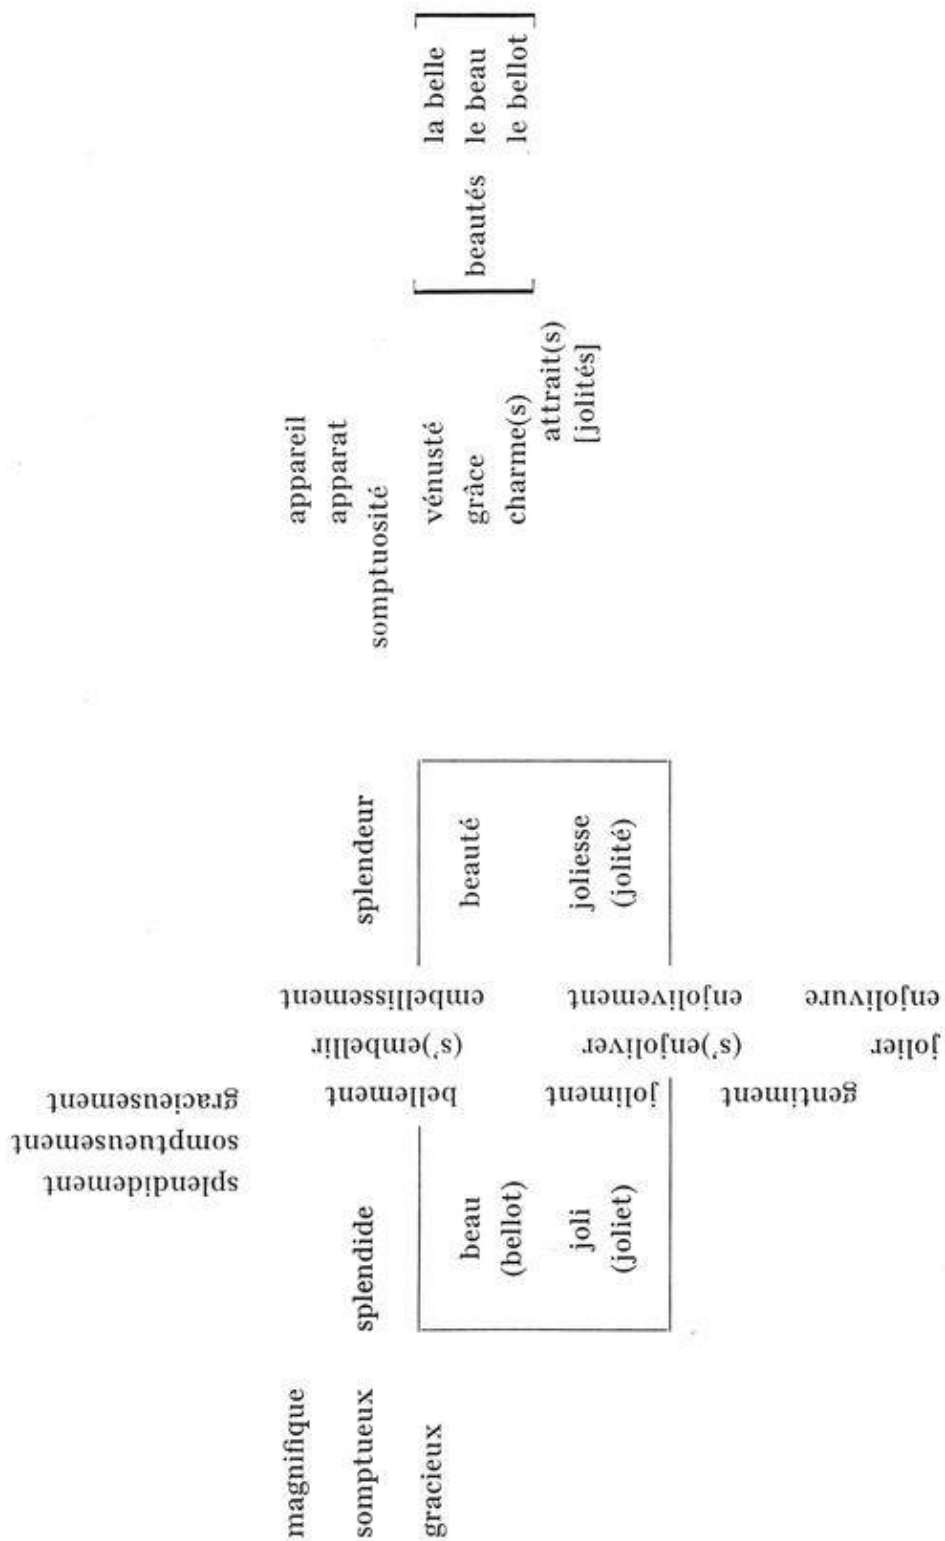 magnifique
somptueux
gracieux
splendide
beau
(bellot)
joli
(joliet)
splendidement
somptueusement
gracieusement
bellement
joliment
gentiment
(s’)embellir
(s’)enjoliver
jolier
embellissement
enjolivement
enjolivure
splendeur
beauté
joliesse
(jolité)
appareil
apparat
somptuosité
vénusté
grâce
charme(s)
attrait(s)
[jolités]
beautés
la belle
le beau
le bellot